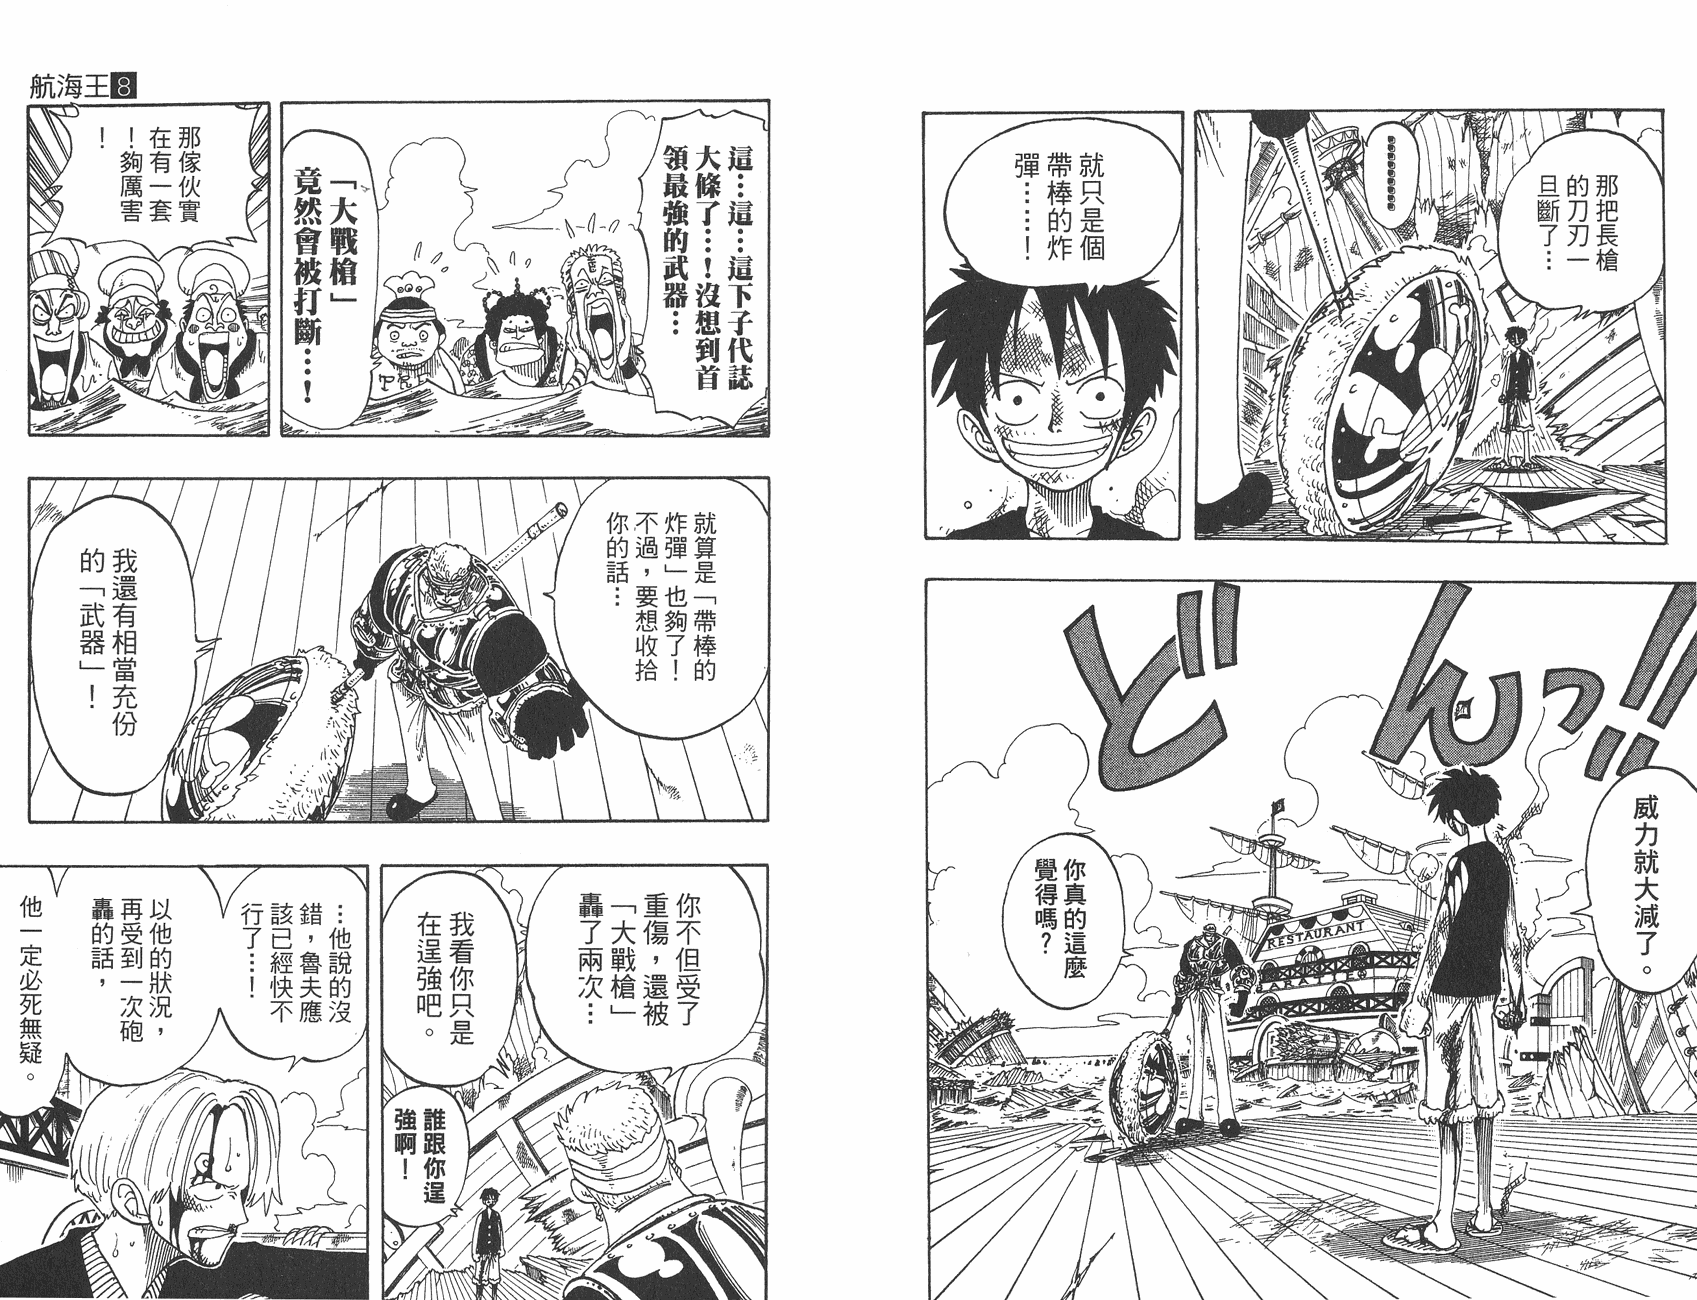 那把長槍
的刀刃一
旦斷了…
就只是個
帶棒的炸
彈……！
どんっ!!
威力就大減了。
你真的這麼
覺得嗎？
RESTAURANT
BARATIE
航海王8
這…這…這下子代誌
大條了…！沒想到首
領最強的武器…
「大戰槍」
竟然會被打斷…！
那傢伙實
在有一套
！夠厲害
！
就算是「帶棒的
炸彈」也夠了！
不過，要想收拾
你的話…
我還有相當充份
的「武器」！
你不但受了
重傷，還被
「大戰槍」
轟了兩次…
我看你只是
在逞強吧。
誰跟你逞
強啊！
…他說的沒
錯，魯夫應
該已經快不
行了…！
以他的狀況，
再受到一次砲
轟的話，
他一定必死無疑。